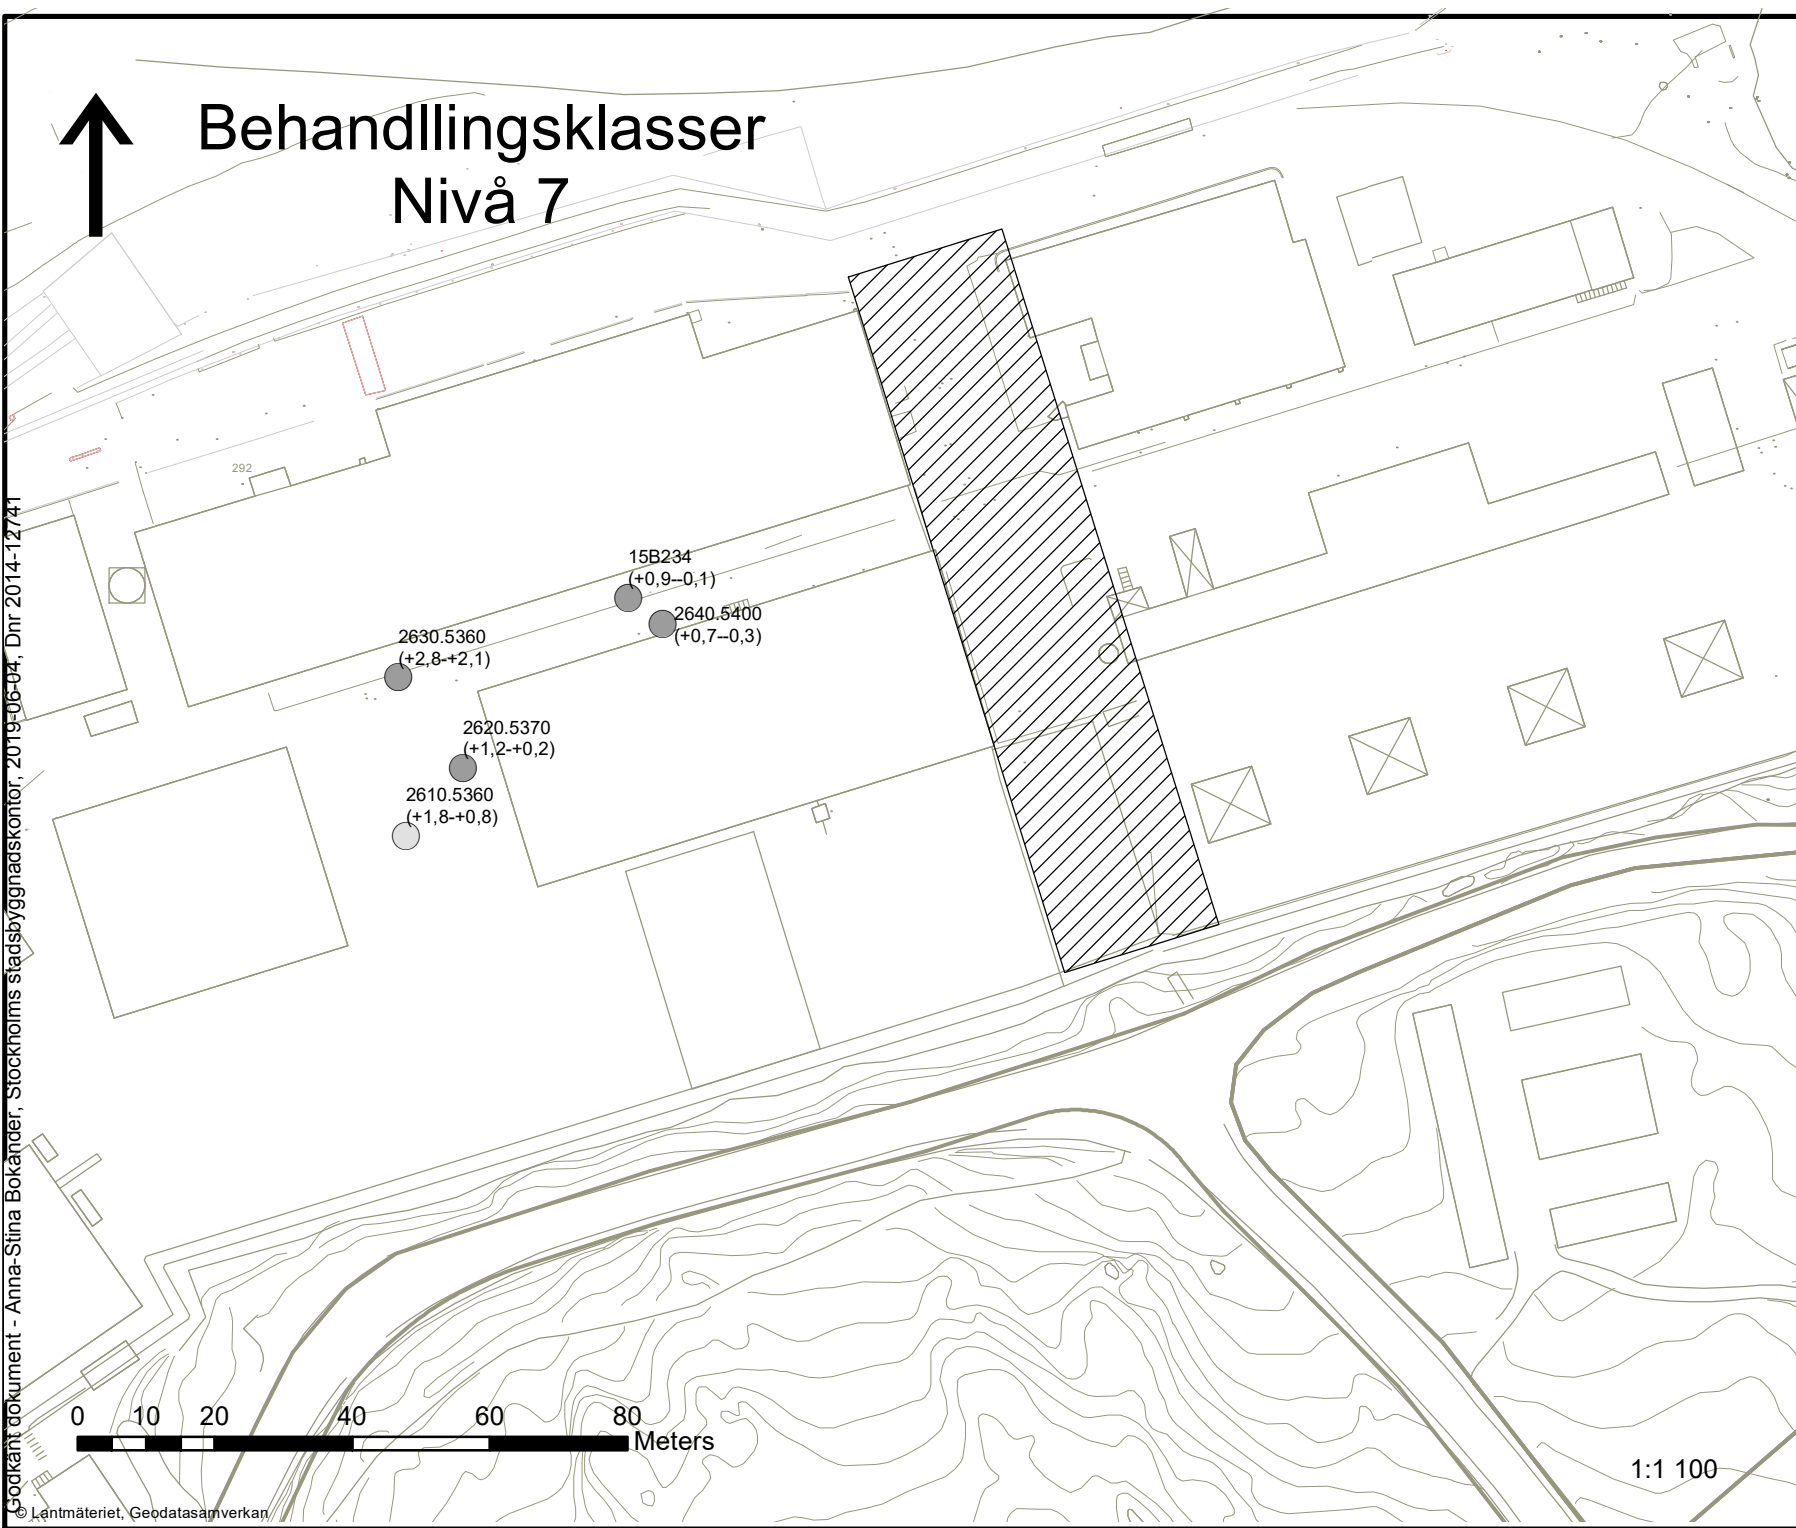 Behandllingsklasser
Nivå 7
292
15B234
(+0,9--0,1)
2640.5400
(+0,7--0,3)
2630.5360
(+2,8-+2,1)
2620.5370
(+1,2-+0,2)
2610.5360
(+1,8-+0,8)
Godkänt dokument - Anna-Stina Bokander, Stockholms stadsbyggnadskontor, 2019-06-04, Dnr 2014-12741
0 10 20 40 60 80
Meters
1:1 100
© Lantmäteriet, Geodatasamverkan